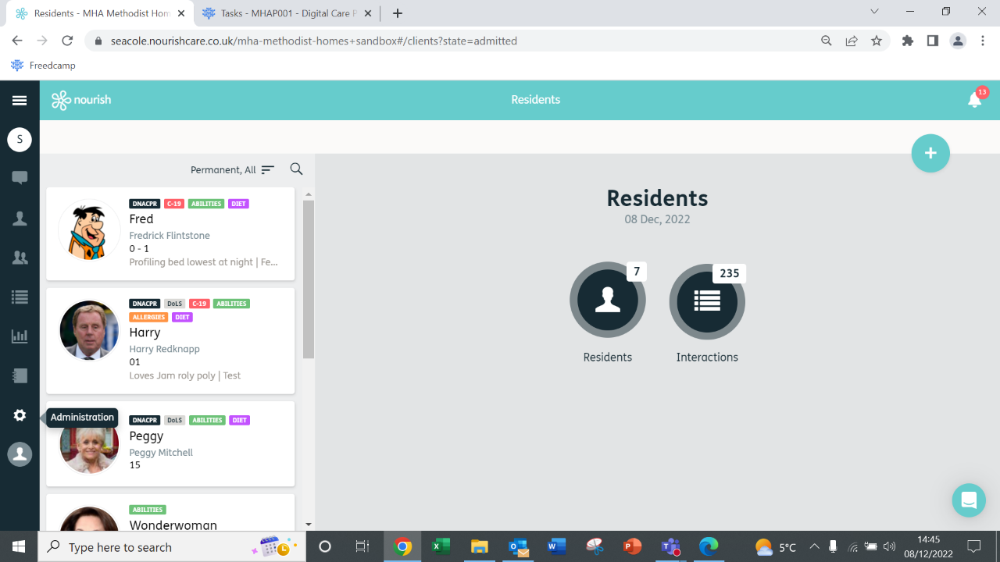 Residents - MHA Methodist Hom
Tasks - MHAP001 - Digital Care P
seacole.nourishcare.co.uk/mha-methodist-homes+sandbox#/clients?state=admitted
Freedcamp
nourish
Residents
13
S
Permanent, All
DNACPR C-19 ABILITIES DIET
Fred
Fredrick Flintstone
0 - 1
Profiling bed lowest at night | Fe...
DNACPR DoLS C-19 ABILITIES
ALLERGIES DIET
Harry
Harry Redknapp
01
Loves Jam roly poly | Test
Administration
DNACPR DoLS ABILITIES DIET
Peggy
Peggy Mitchell
15
ABILITIES
Wonderwoman
Residents
08 Dec, 2022
7
235
Residents
Interactions
Type here to search
5°C
14:45
08/12/2022